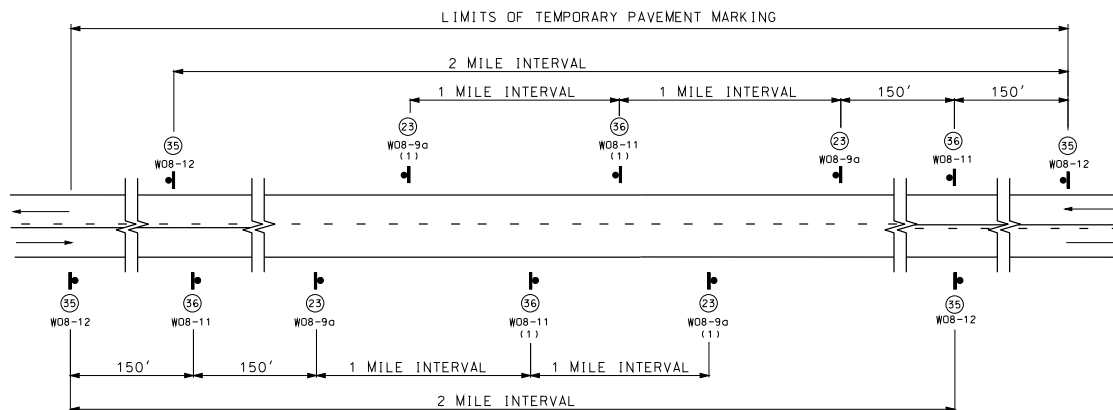 LIMITS OF TEMPORARY PAVEMENT MARKING
2 MILE INTERVAL
1 MILE INTERVAL 1 MILE INTERVAL 150' 150'
23 36
W08-9a W08-11
(1) (1)
35 23 36 35
W08-12 W08-9a W08-11 W08-12
35 36 23 36 23 35
W08-12 W08-11 W08-9a W08-11 W08-9a W08-12
(1) (1)
150' 150' 1 MILE INTERVAL 1 MILE INTERVAL
2 MILE INTERVAL